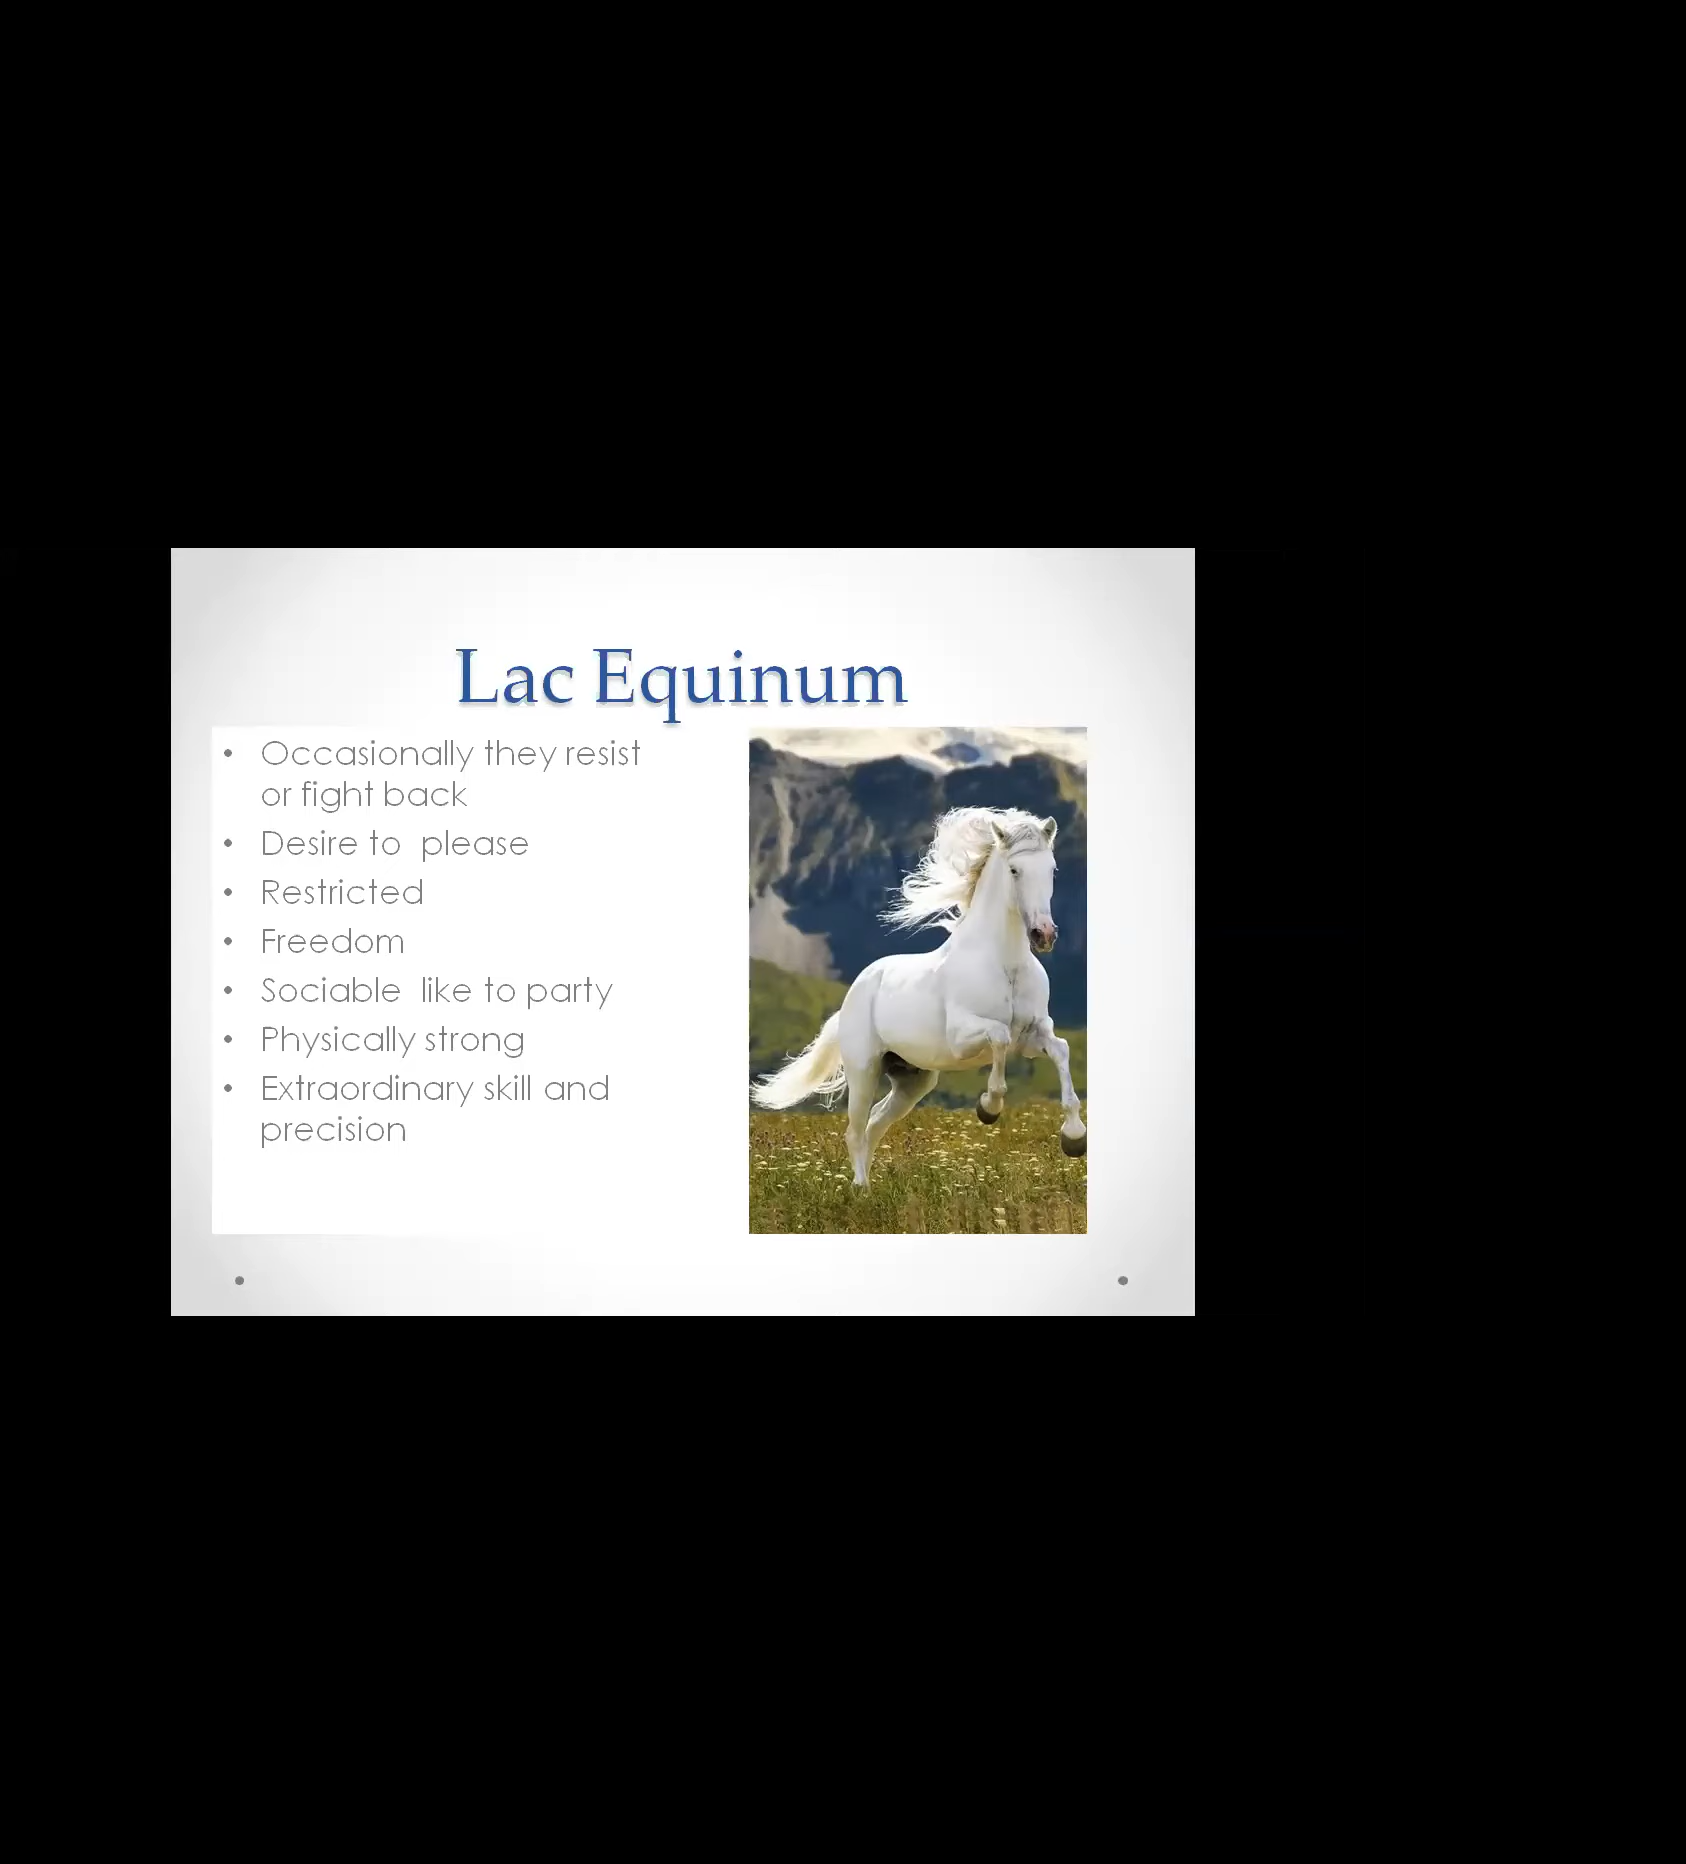 Lac Equinum
• Occasionally they resist
or fight back
• Desire to  please
• Restricted
• Freedom
• Sociable  like to party
• Physically strong
• Extraordinary skill and
precision